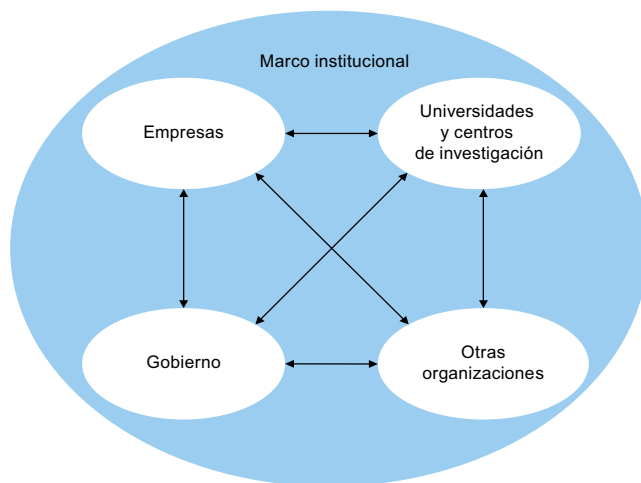 Marco institucional
Empresas
Universidades
y centros
de investigación
Gobierno
Otras
organizaciones